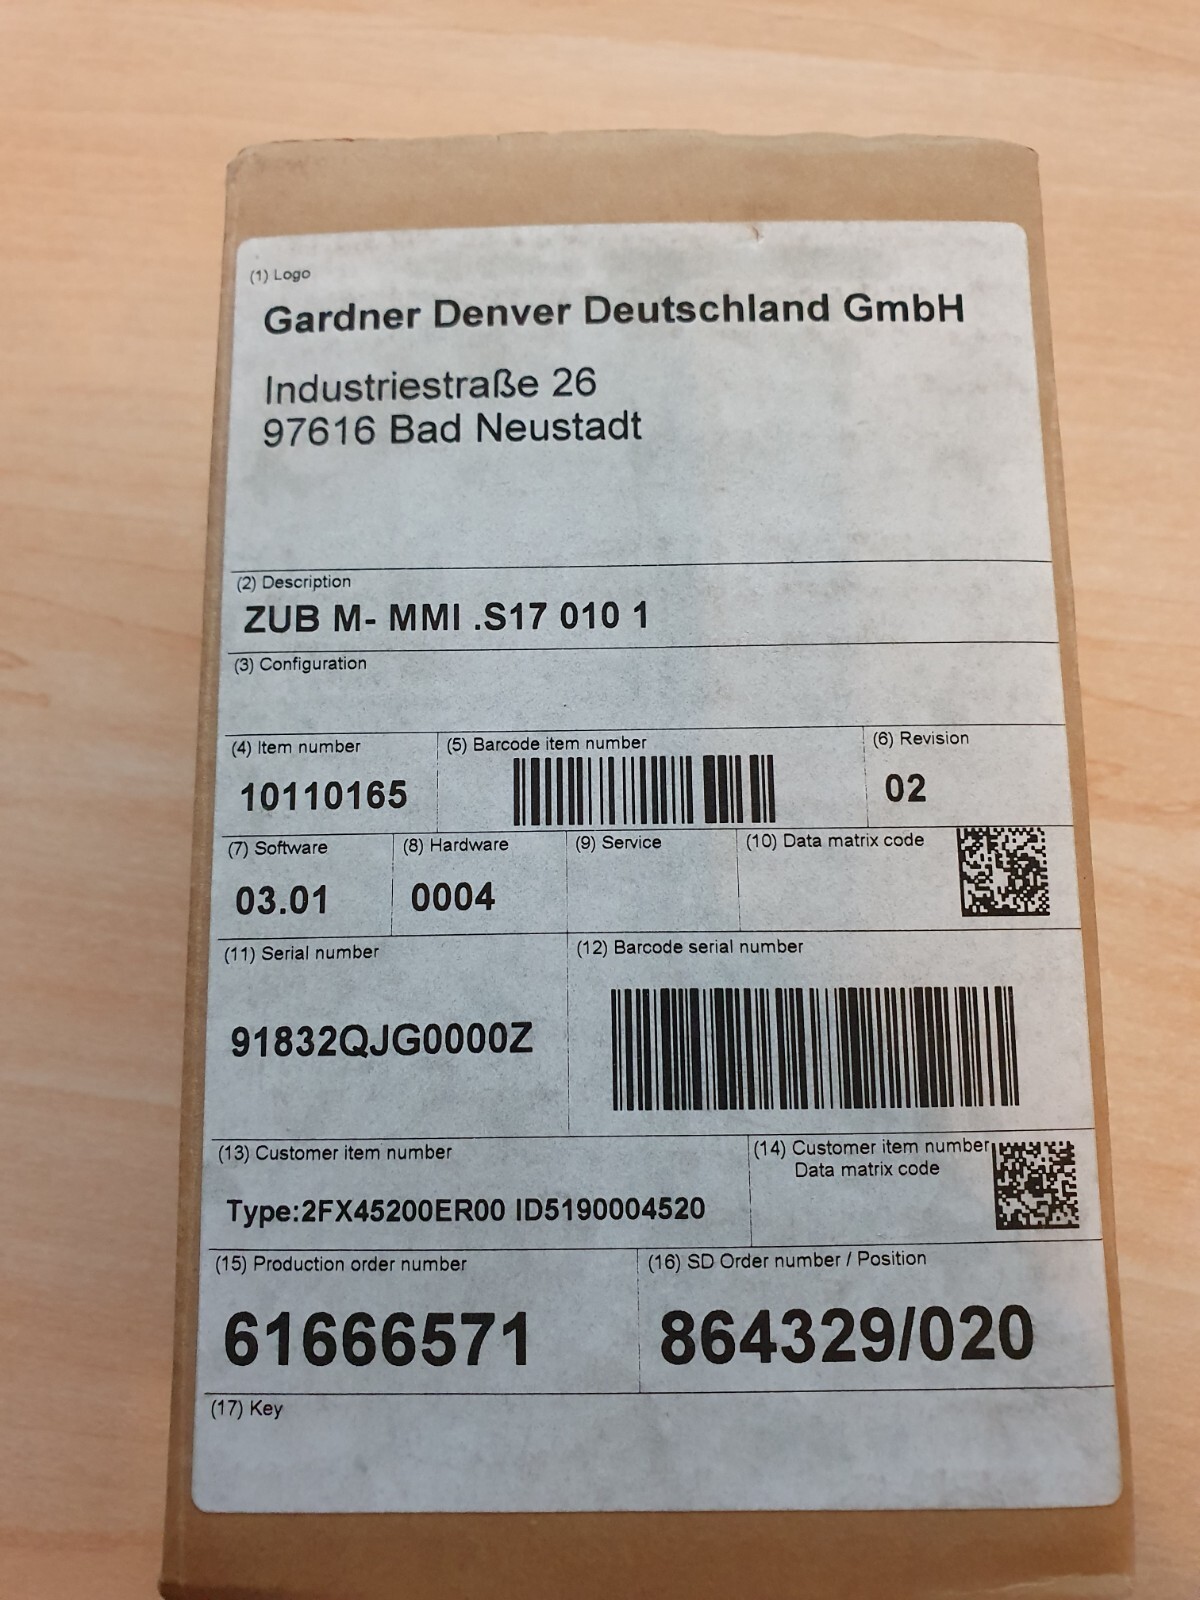 (1) Logo
Gardner Denver Deutschland GmbH
Industriestraße 26
97616 Bad Neustadt
(2) Description
ZUB M- MMI .S17 010 1
(3) Configuration
(4) Item number
10110165
(5) Barcode item number
(6) Revision
02
(7) Software
03.01
(8) Hardware
0004
(9) Service
(10) Data matrix code
(11) Serial number
91832QJG0000Z
(12) Barcode serial number
(13) Customer item number
Type:2FX45200ER00 ID5190004520
(14) Customer item number
Data matrix code
(15) Production order number
61666571
(16) SD Order number / Position
864329/020
(17) Key